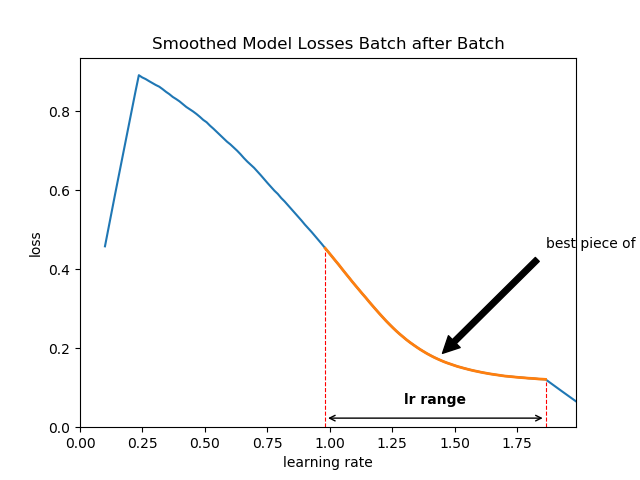 Smoothed Model Losses Batch after Batch
0.8
0.6
0.4
0.2
0.0
loss
best piece of
lr range
0.00 0.25 0.50 0.75 1.00 1.25 1.50 1.75
learning rate